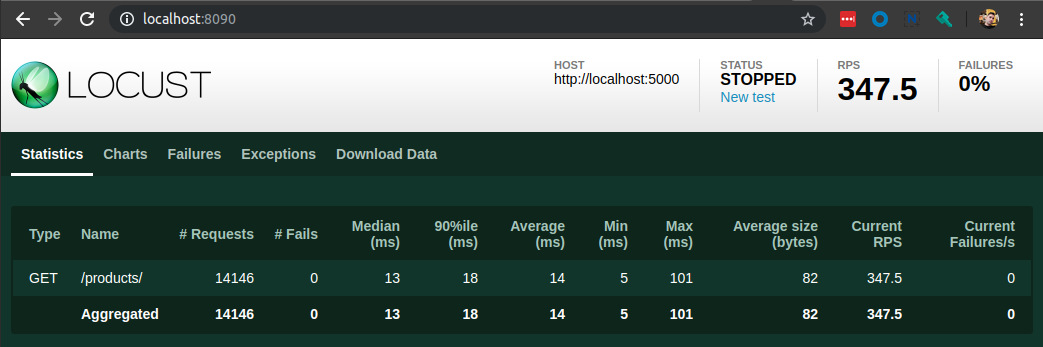 localhost:8090
LOCUST
HOST
http://localhost:5000
STATUS
STOPPED
New test
RPS
347.5
FAILURES
0%
Statistics Charts Failures Exceptions Download Data
Type Name # Requests # Fails Median (ms) 90%ile (ms) Average (ms) Min (ms) Max (ms) Average size (bytes) Current RPS Current Failures/s
GET /products/ 14146 0 13 18 14 5 101 82 347.5 0
Aggregated 14146 0 13 18 14 5 101 82 347.5 0